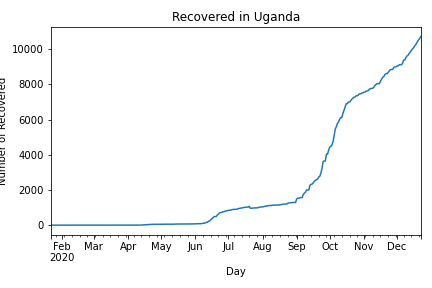 Recovered in Uganda
10000
8000
6000
4000
2000
0
Number of Recovered
Feb Mar Apr May Jun Jul Aug Sep Oct Nov Dec
2020
Day